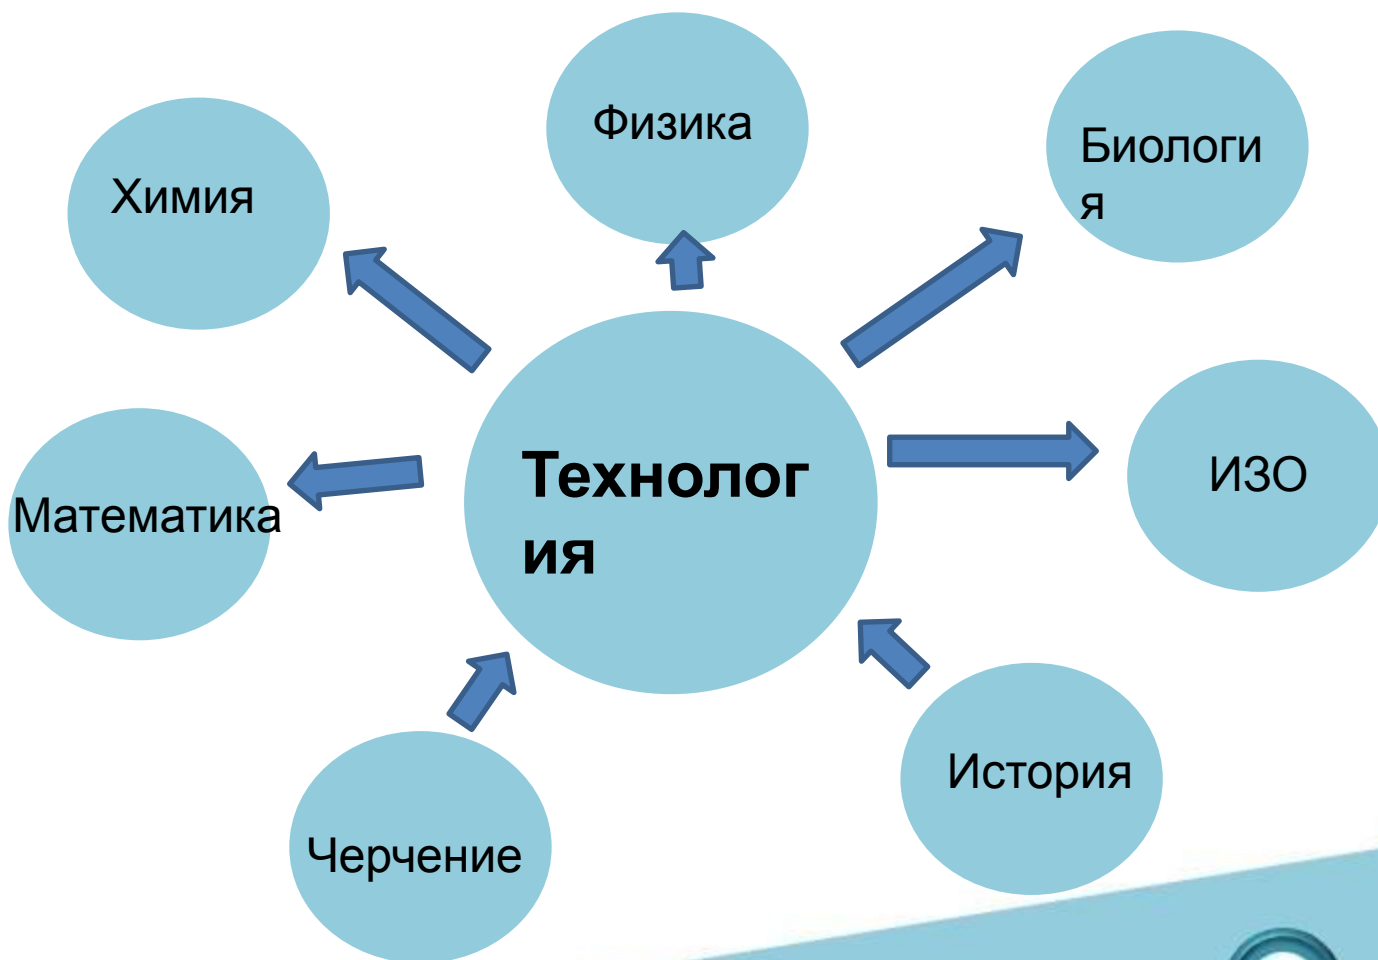 Физика
Биологи
я
Химия
Технолог
ия
ИЗО
Математика
История
Черчение